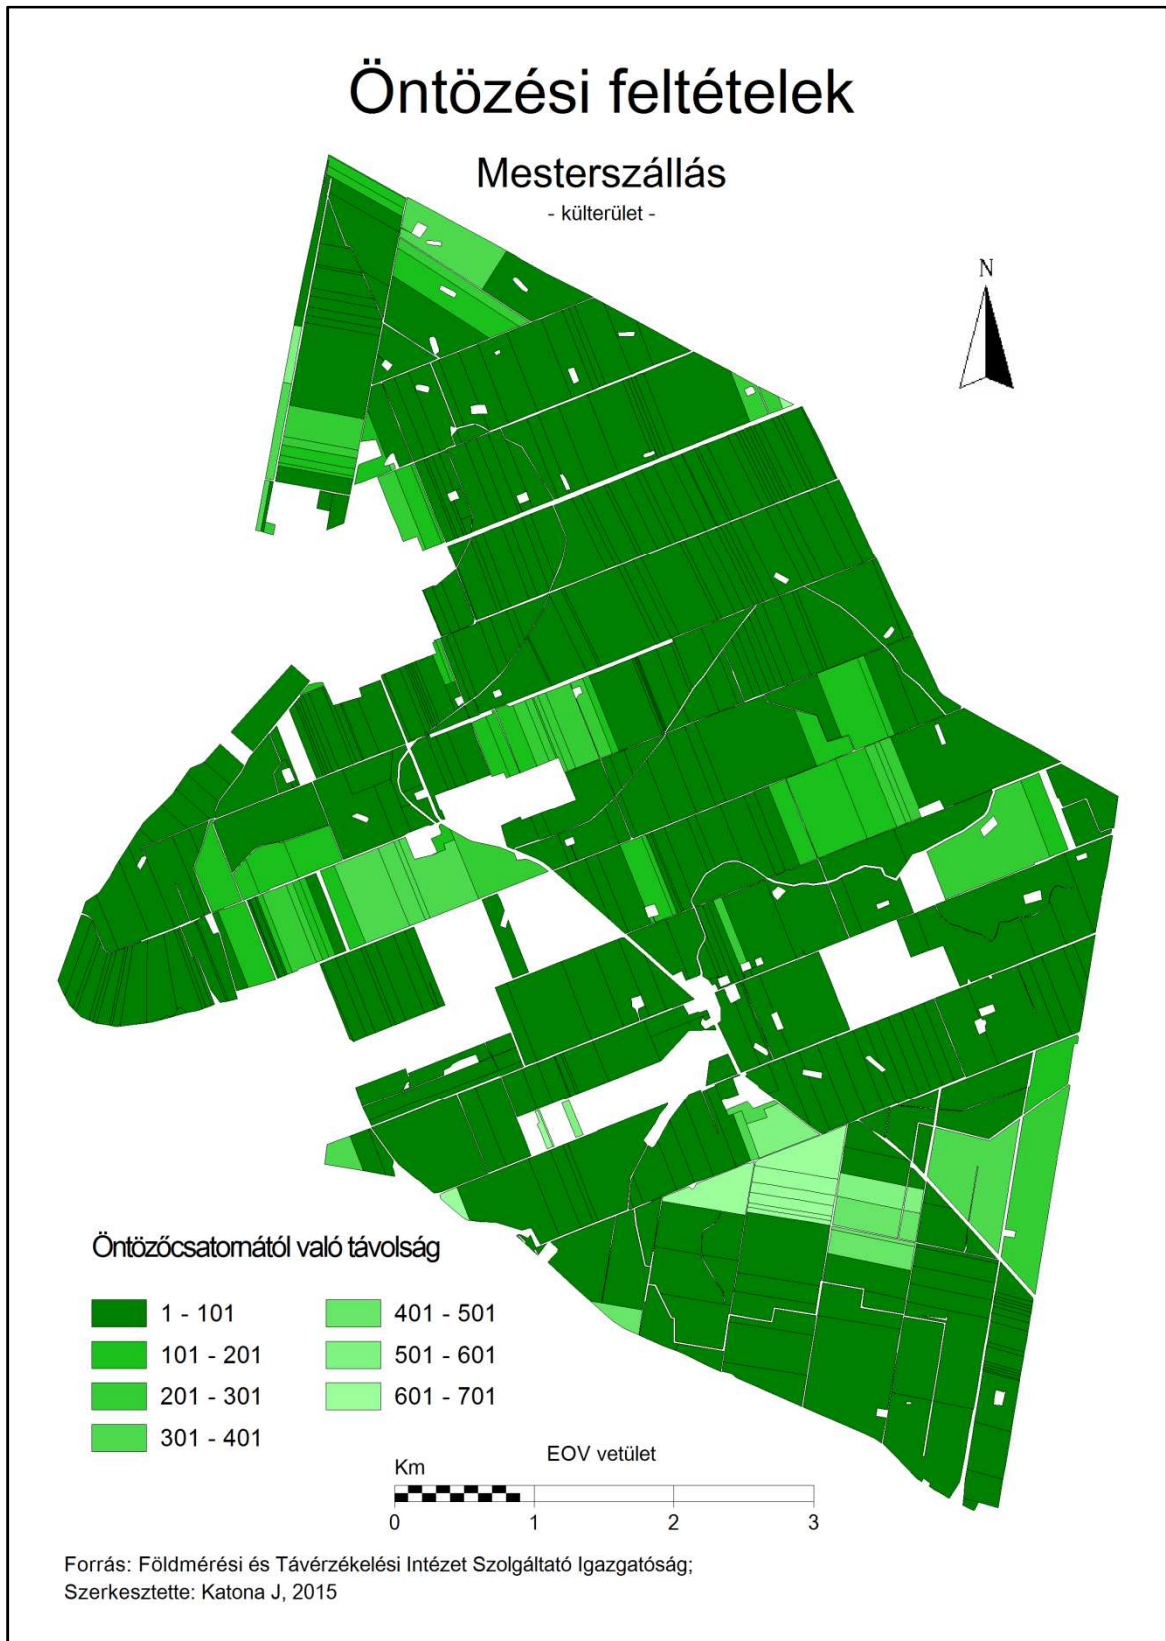 Öntözési feltételek
Mesterszállás
- külterület -
N
Öntözőcsatornától való távolság
1 - 101
101 - 201
201 - 301
301 - 401
401 - 501
501 - 601
601 - 701
EOV vetület
Km
0 1 2 3
Forrás: Földmérési és Távérzékelési Intézet Szolgáltató Igazgatóság;
Szerkesztette: Katona J, 2015